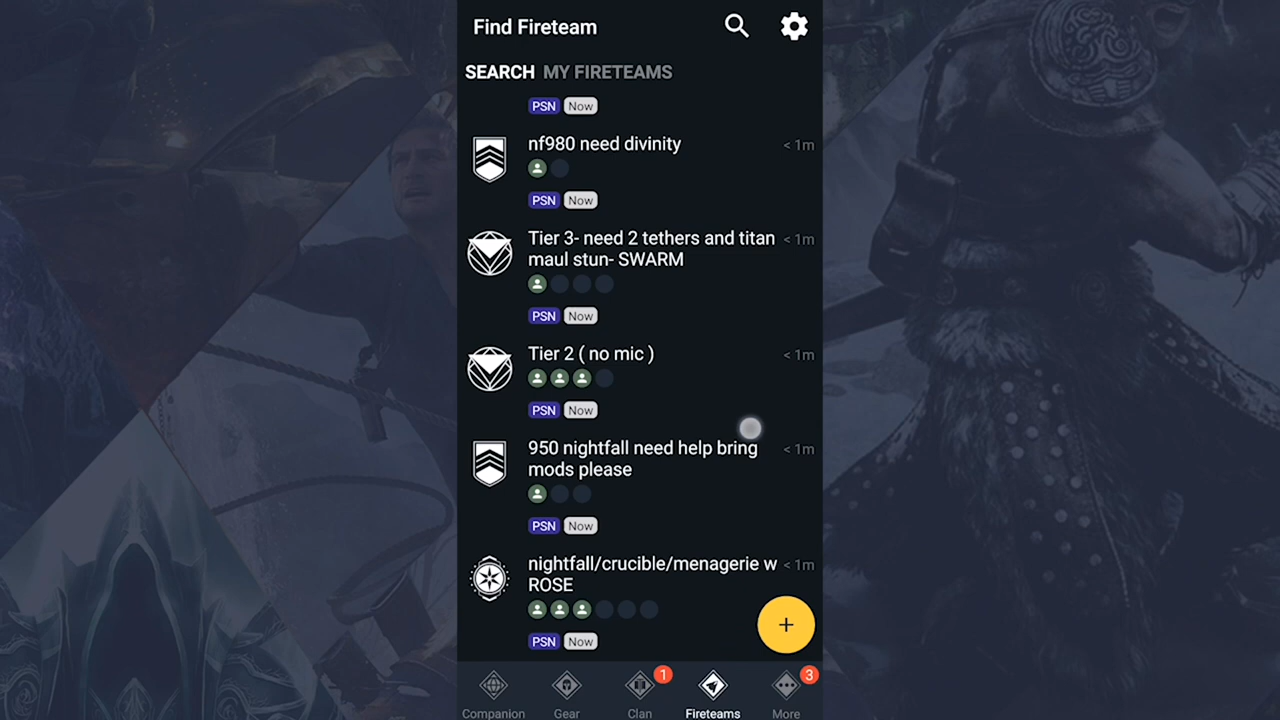 Find Fireteam
SEARCH MY FIRETEAMS
PSN Now
nf980 need divinity < 1m
PSN Now
Tier 3- need 2 tethers and titan < 1m
maul stun- SWARM
PSN Now
Tier 2 ( no mic ) < 1m
PSN Now
950 nightfall need help bring < 1m
mods please
PSN Now
nightfall/crucible/menagerie w < 1m
ROSE
+
PSN Now
1 3
Companion Gear Clan Fireteams More